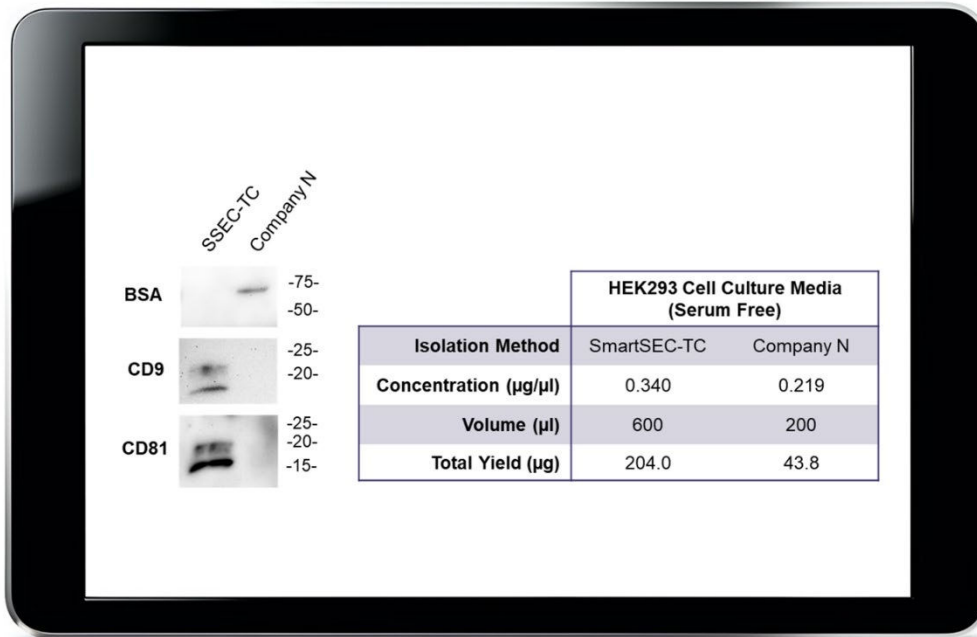 SSEC-TC
Company N
BSA
-75-
-50-
CD9
-25-
-20-
CD81
-25-
-20-
-15-
HEK293 Cell Culture Media
(Serum Free)
Isolation Method SmartSEC-TC Company N
Concentration (µg/µl) 0.340 0.219
Volume (µl) 600 200
Total Yield (µg) 204.0 43.8